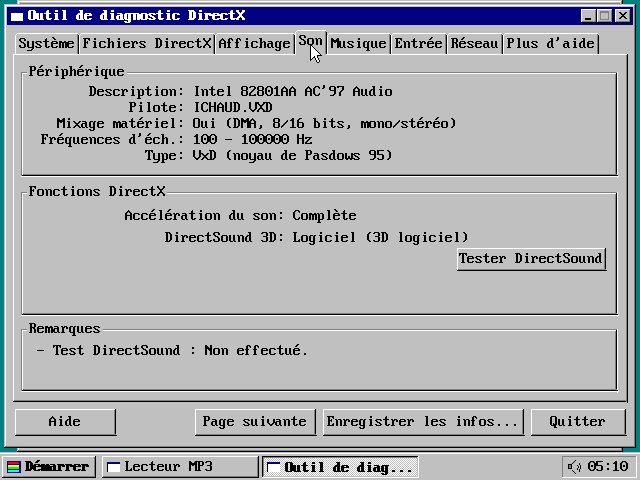 Outil de diagnostic DirectX
Système Fichiers DirectX Affichage Son Musique Entrée Réseau Plus d'aide
Périphérique
Description: Intel 82801AA AC'97 Audio
Pilote: ICHAUD.VXD
Mixage matériel: Oui (DMA, 8/16 bits, mono/stéréo)
Fréquences d'éch.: 100 - 100000 Hz
Type: VxD (noyau de Pasdows 95)
Fonctions DirectX
Accélération du son: Complète
DirectSound 3D: Logiciel (3D logiciel)
Tester DirectSound
Remarques
- Test DirectSound : Non effectué.
Aide Page suivante Enregistrer les infos... Quitter
Démarrer Lecteur MP3 Outil de diag... 05:10